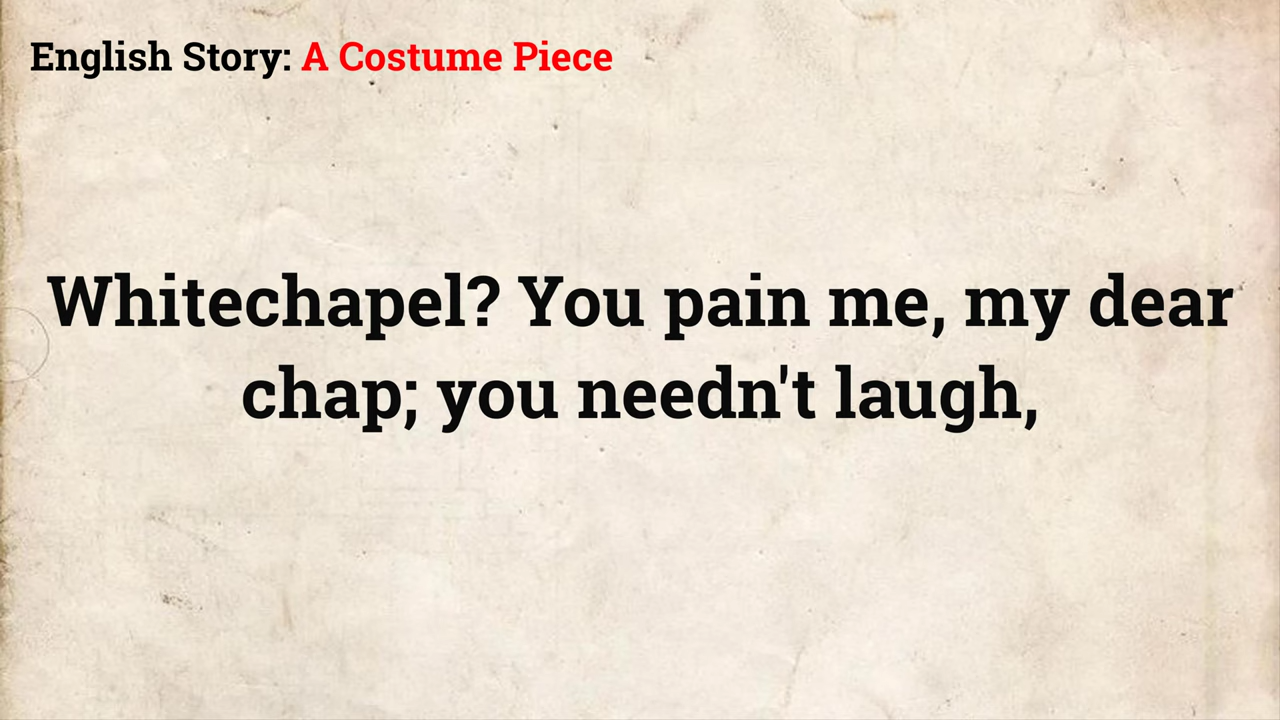 English Story: A Costume Piece
Whitechapel? You pain me, my dear
chap; you needn't laugh,